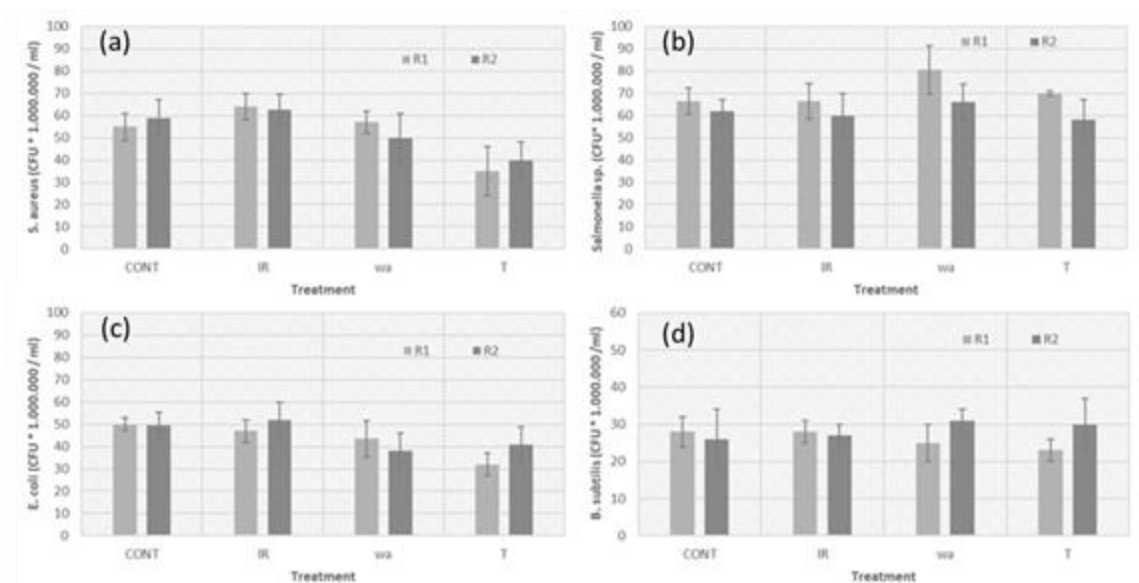 (a)
R1 R2
S. aureus (CFU * 1.000.000 / ml)
100
90
80
70
60
50
40
30
20
10
0
CONT IR wa T
Treatment
(b)
R1 R2
Salmonella sp. (CFU* 1.000.000 / ml)
100
90
80
70
60
50
40
30
20
10
0
CONT IR wa T
Treatment
(c)
R1 R2
E. coli (CFU * 1.000.000 / ml)
100
90
80
70
60
50
40
30
20
10
0
CONT IR wa T
Treatment
(d)
R1 R2
B. subtilis (CFU * 1.000.000 / ml)
60
50
40
30
20
10
0
CONT IR wa T
Treatment